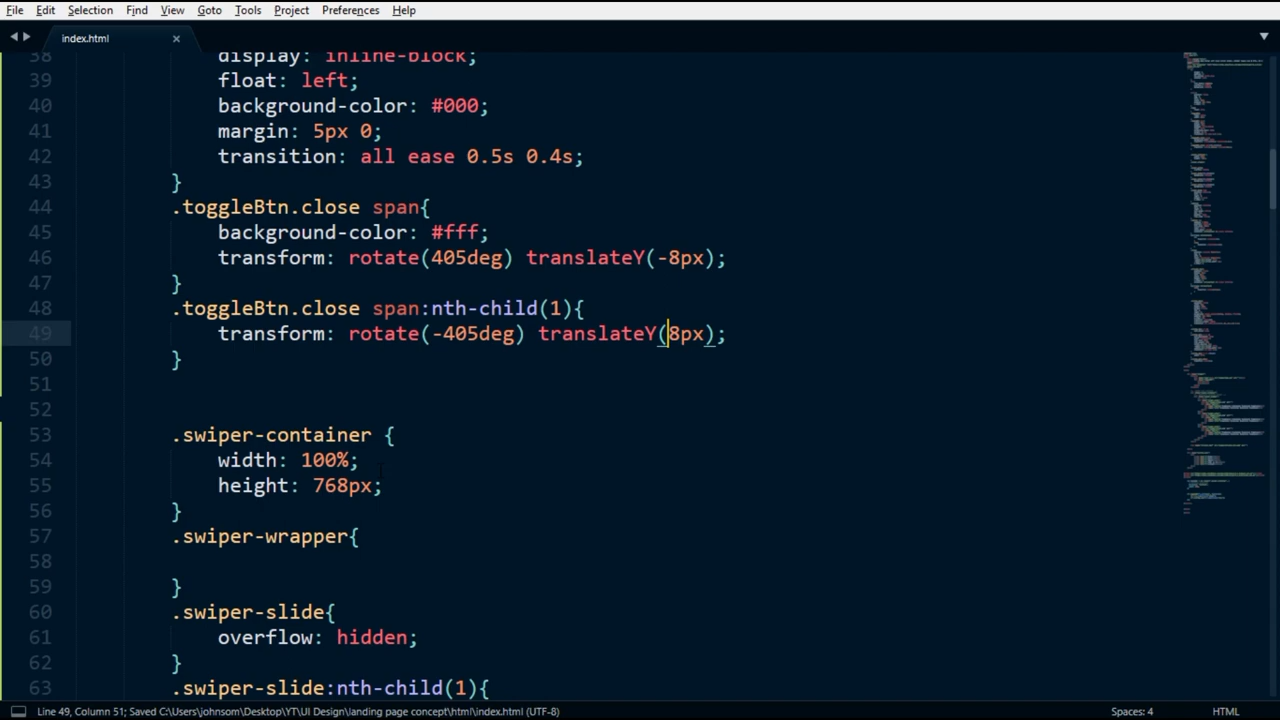 File Edit Selection Find View Goto Tools Project Preferences Help
index.html ×
38 display: inline-block;
39 float: left;
40 background-color: #000;
41 margin: 5px 0;
42 transition: all ease 0.5s 0.4s;
43 }
44 .toggleBtn.close span{
45 background-color: #fff;
46 transform: rotate(405deg) translateY(-8px);
47 }
48 .toggleBtn.close span:nth-child(1){
49 transform: rotate(-405deg) translateY(8px);
50 }
51
52
53 .swiper-container {
54 width: 100%;
55 height: 768px;
56 }
57 .swiper-wrapper{
58
59 }
60 .swiper-slide{
61 overflow: hidden;
62 }
63 .swiper-slide:nth-child(1){
Line 49, Column 51; Saved C:\Users\johnsom\Desktop\YT\UI Design\landing page concept\html\index.html (UTF-8) Spaces: 4 HTML